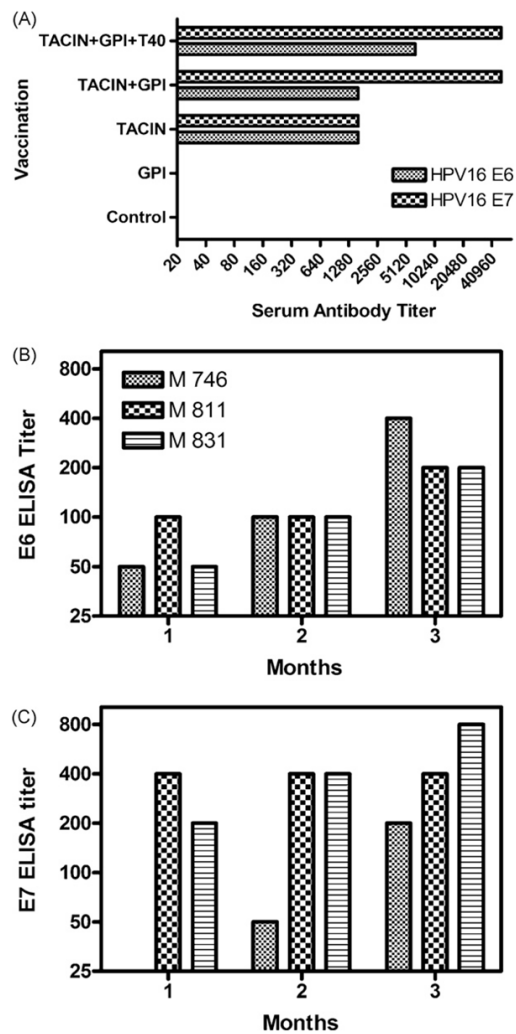 (A)
Vaccination
TACIN+GPI+T40
TACIN+GPI
TACIN
GPI
Control
HPV16 E6
HPV16 E7
20 40 80 160 320 640 1280 2560 5120 10240 20480 40960
Serum Antibody Titer
(B)
E6 ELISA Titer
800
400
200
100
50
25
M 746
M 811
M 831
1 2 3
Months
(C)
E7 ELISA titer
800
400
200
100
50
25
1 2 3
Months